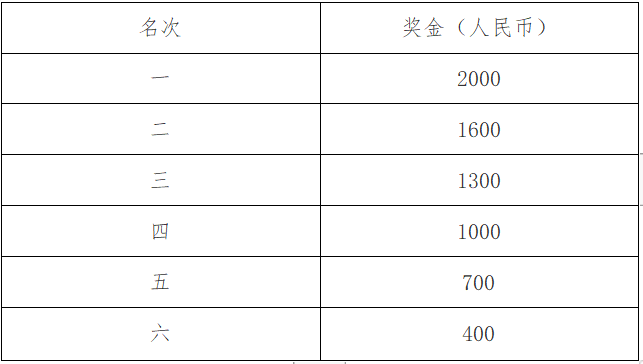 名次 奖金（人民币）
一 2000
二 1600
三 1300
四 1000
五 700
六 400